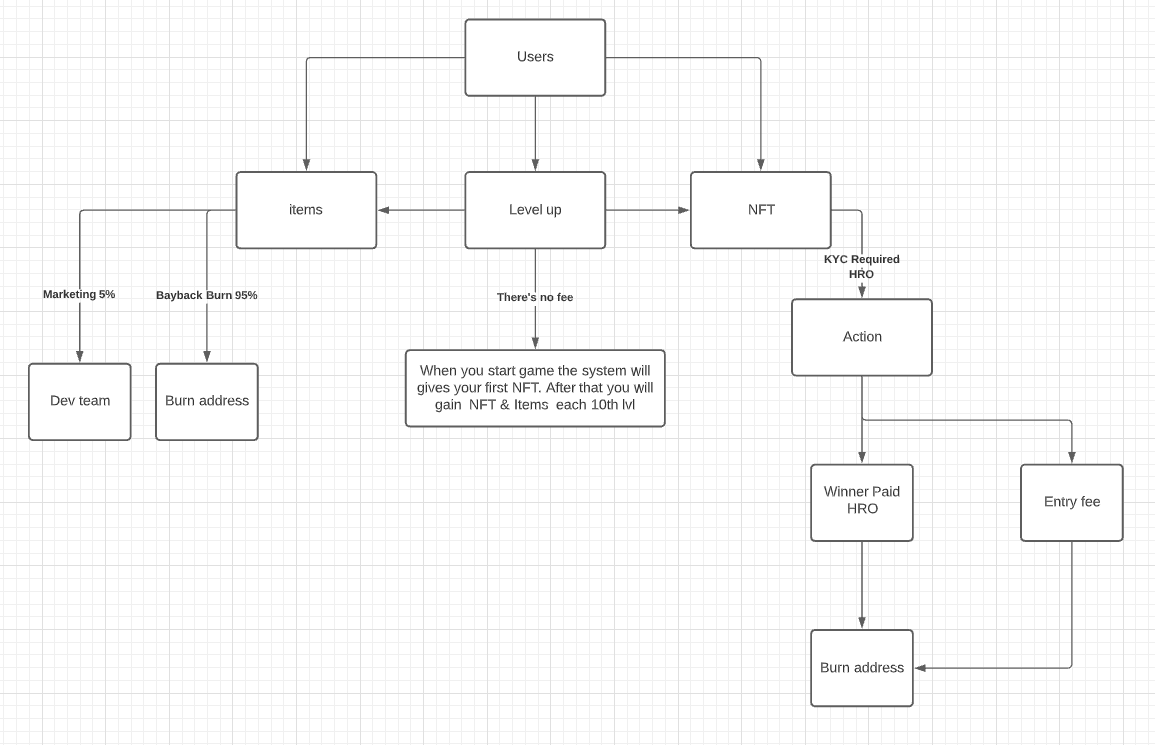 Users
items
Level up
NFT
KYC Required
HRO
Marketing 5%
Bayback Burn 95%
There's no fee
Action
When you start game the system will
gives your first NFT. After that you will
gain NFT & Items each 10th lvl
Dev team
Burn address
Winner Paid
HRO
Entry fee
Burn address